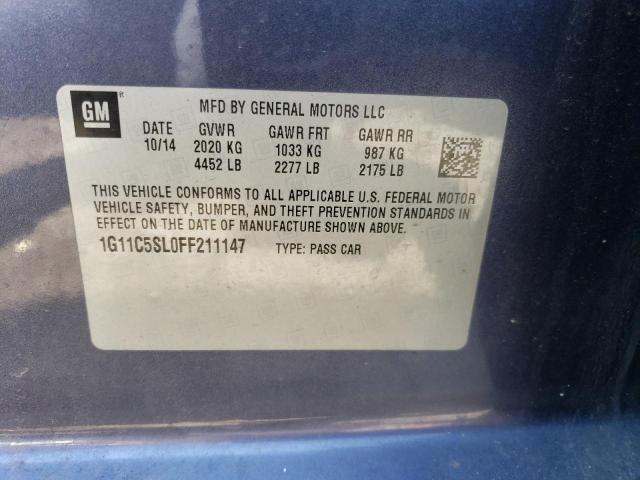 GM
MFD BY GENERAL MOTORS LLC
DATE GVWR GAWR FRT GAWR RR
10/14 2020 KG 1033 KG 987 KG
4452 LB 2277 LB 2175 LB
THIS VEHICLE CONFORMS TO ALL APPLICABLE U.S. FEDERAL MOTOR
VEHICLE SAFETY, BUMPER, AND THEFT PREVENTION STANDARDS IN
EFFECT ON THE DATE OF MANUFACTURE SHOWN ABOVE.
1G11C5SL0FF211147 TYPE: PASS CAR